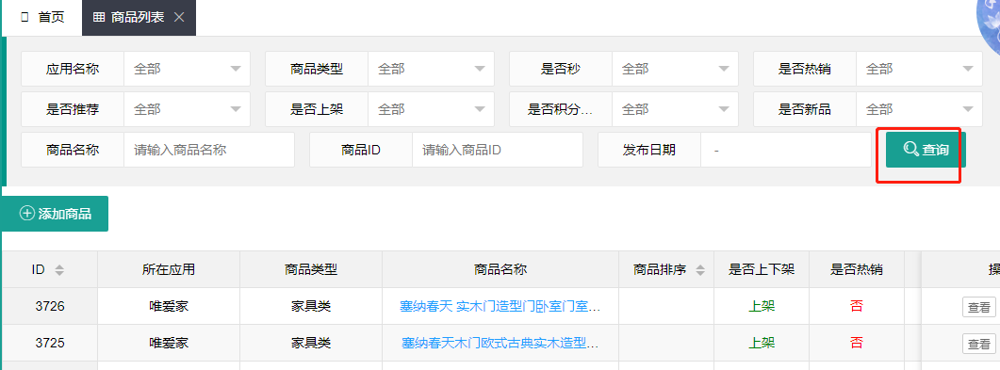 首页 商品列表
应用名称 全部 商品类型 全部 是否秒 全部 是否热销 全部
是否推荐 全部 是否上架 全部 是否积分... 全部 是否新品 全部
商品名称 请输入商品名称 商品ID 请输入商品ID 发布日期 - 查询
添加商品
ID 所在应用 商品类型 商品名称 商品排序 是否上下架 是否热销
3726 唯爱家 家具类 塞纳春天 实木门造型门卧室门室... 上架 否 查看
3725 唯爱家 家具类 塞纳春天木门欧式古典实木造型... 上架 否 查看